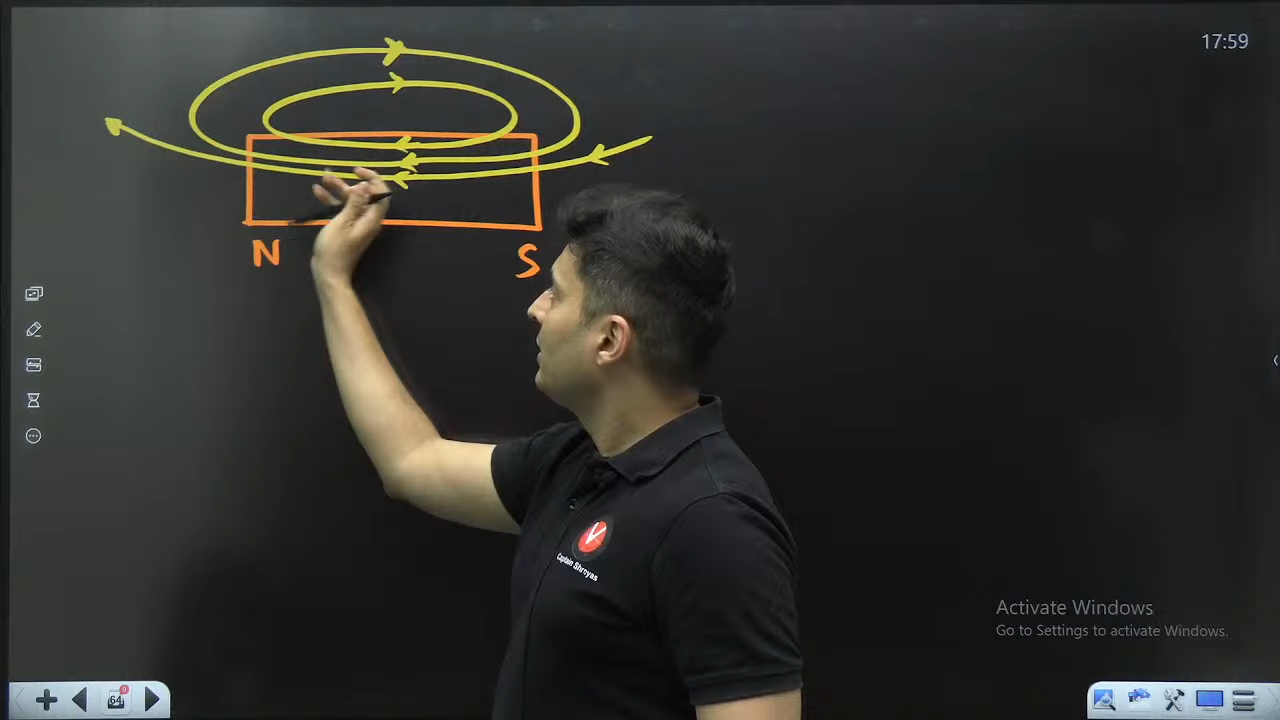 17:59
N
S
Captain Shreyas
Activate Windows
Go to Settings to activate Windows.
64